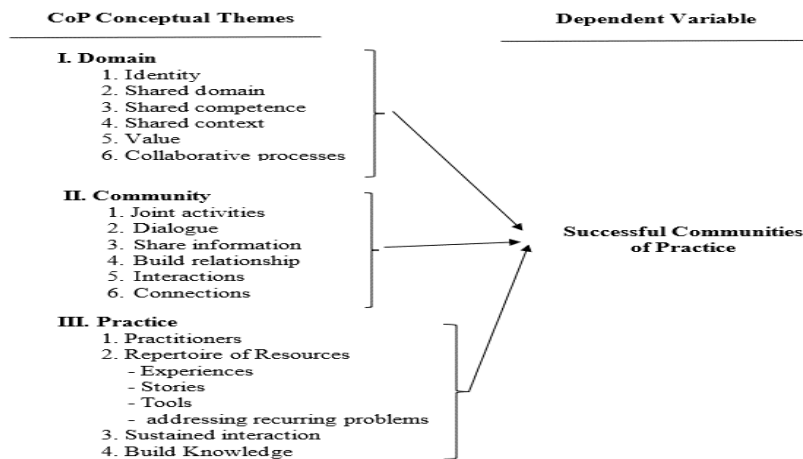 CoP Conceptual Themes
Dependent Variable
I. Domain
1. Identity
2. Shared domain
3. Shared competence
4. Shared context
5. Value
6. Collaborative processes
II. Community
1. Joint activities
2. Dialogue
3. Share information
4. Build relationship
5. Interactions
6. Connections
III. Practice
1. Practitioners
2. Repertoire of Resources
- Experiences
- Stories
- Tools
- addressing recurring problems
3. Sustained interaction
4. Build Knowledge
Successful Communities
of Practice